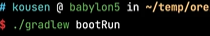 # kousen @ babylon5 in ~/temp/ore
$ ./gradlew bootRun